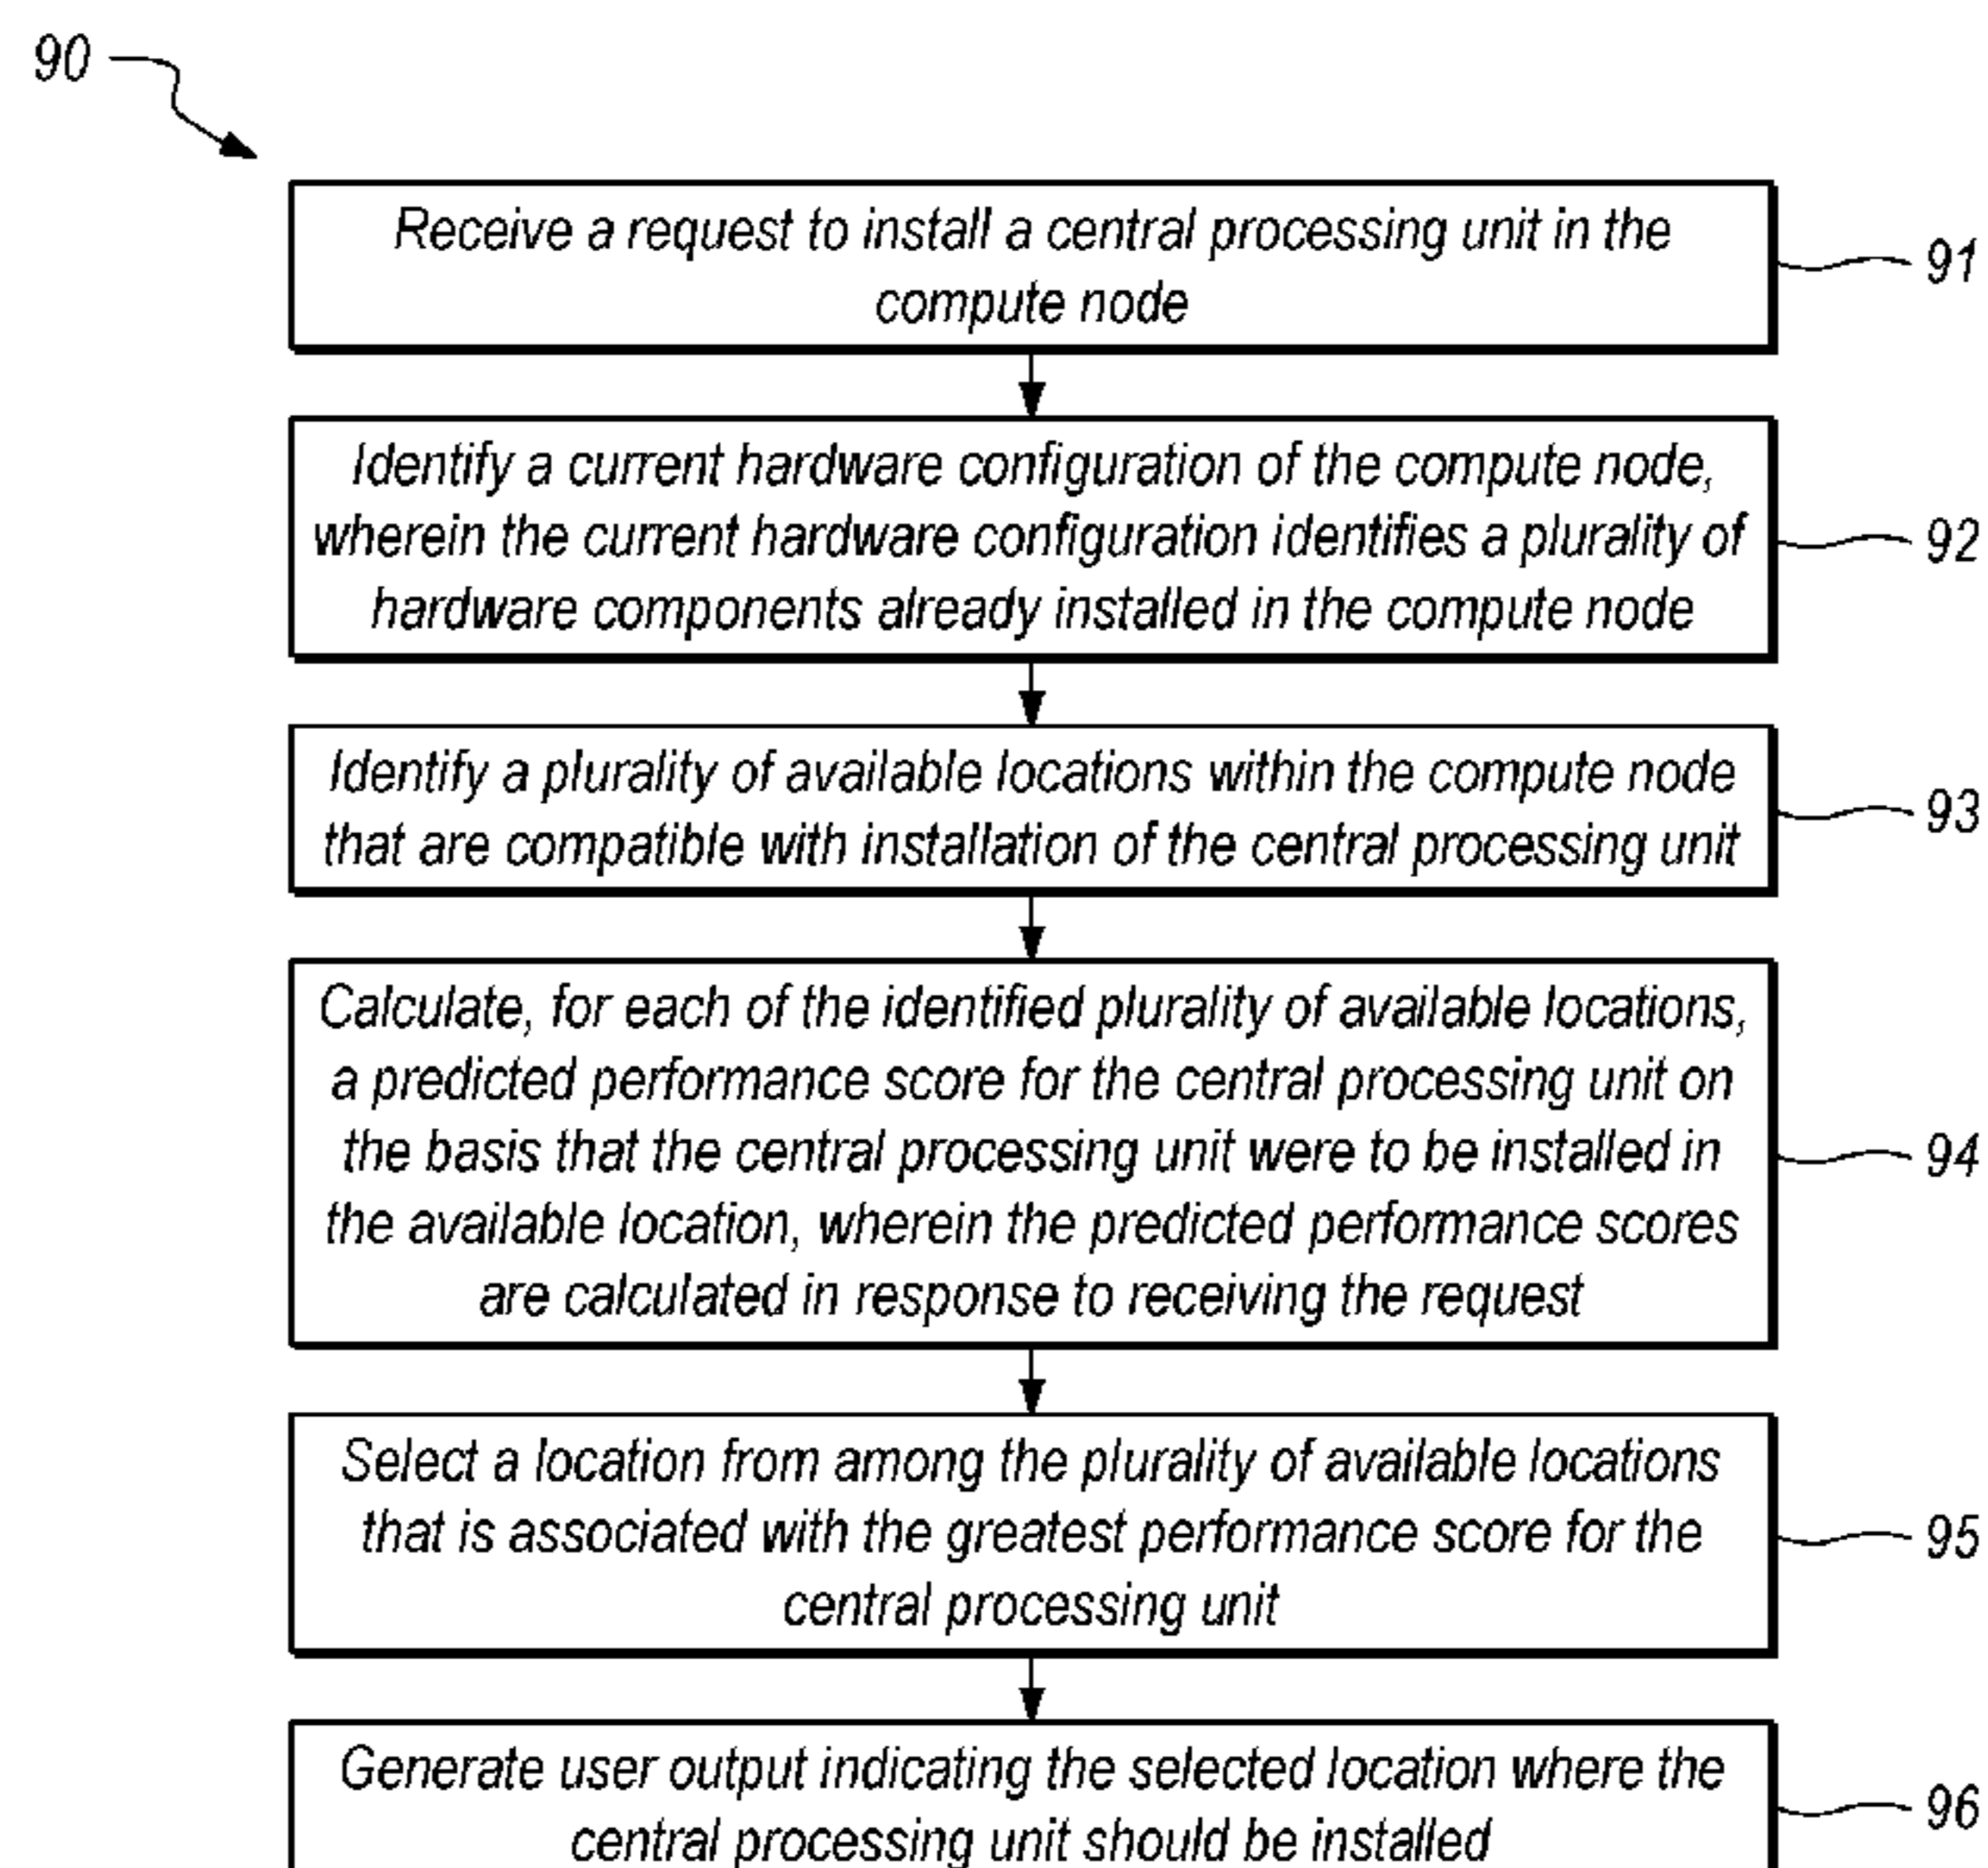 90
Receive a request to install a central processing unit in the
compute node
91
Identify a current hardware configuration of the compute node,
wherein the current hardware configuration identifies a plurality of
hardware components already installed in the compute node
92
Identify a plurality of available locations within the compute node
that are compatible with installation of the central processing unit
93
Calculate, for each of the identified plurality of available locations,
a predicted performance score for the central processing unit on
the basis that the central processing unit were to be installed in
the available location, wherein the predicted performance scores
are calculated in response to receiving the request
94
Select a location from among the plurality of available locations
that is associated with the greatest performance score for the
central processing unit
95
Generate user output indicating the selected location where the
central processing unit should be installed
96